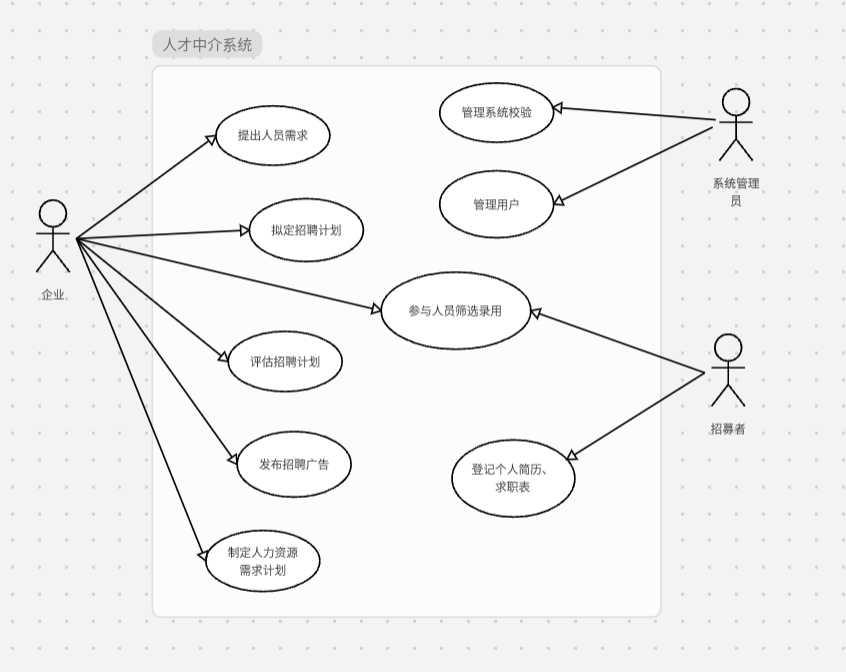 人才中介系统
管理系统校验
提出人员需求
系统管理
员
管理用户
拟定招聘计划
企业
参与人员筛选录用
评估招聘计划
招募者
发布招聘广告
登记个人简历、
求职表
制定人力资源
需求计划